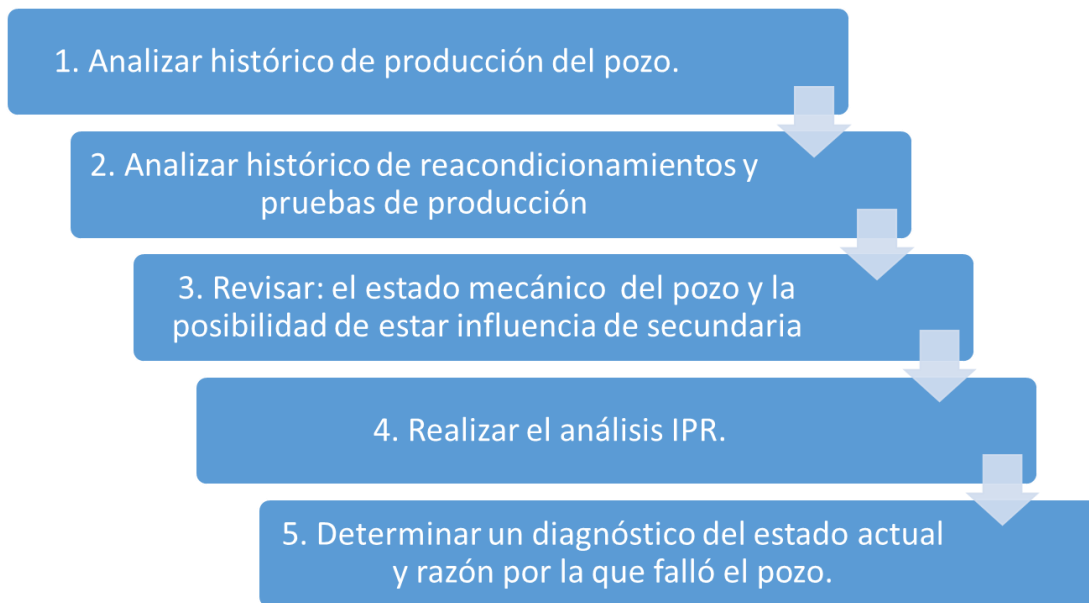 1. Analizar histórico de producción del pozo.
2. Analizar histórico de reacondicionamientos y
pruebas de producción
3. Revisar: el estado mecánico  del pozo y la
posibilidad de estar influencia de secundaria
4. Realizar el análisis IPR.
5. Determinar un diagnóstico del estado actual
y razón por la que falló el pozo.